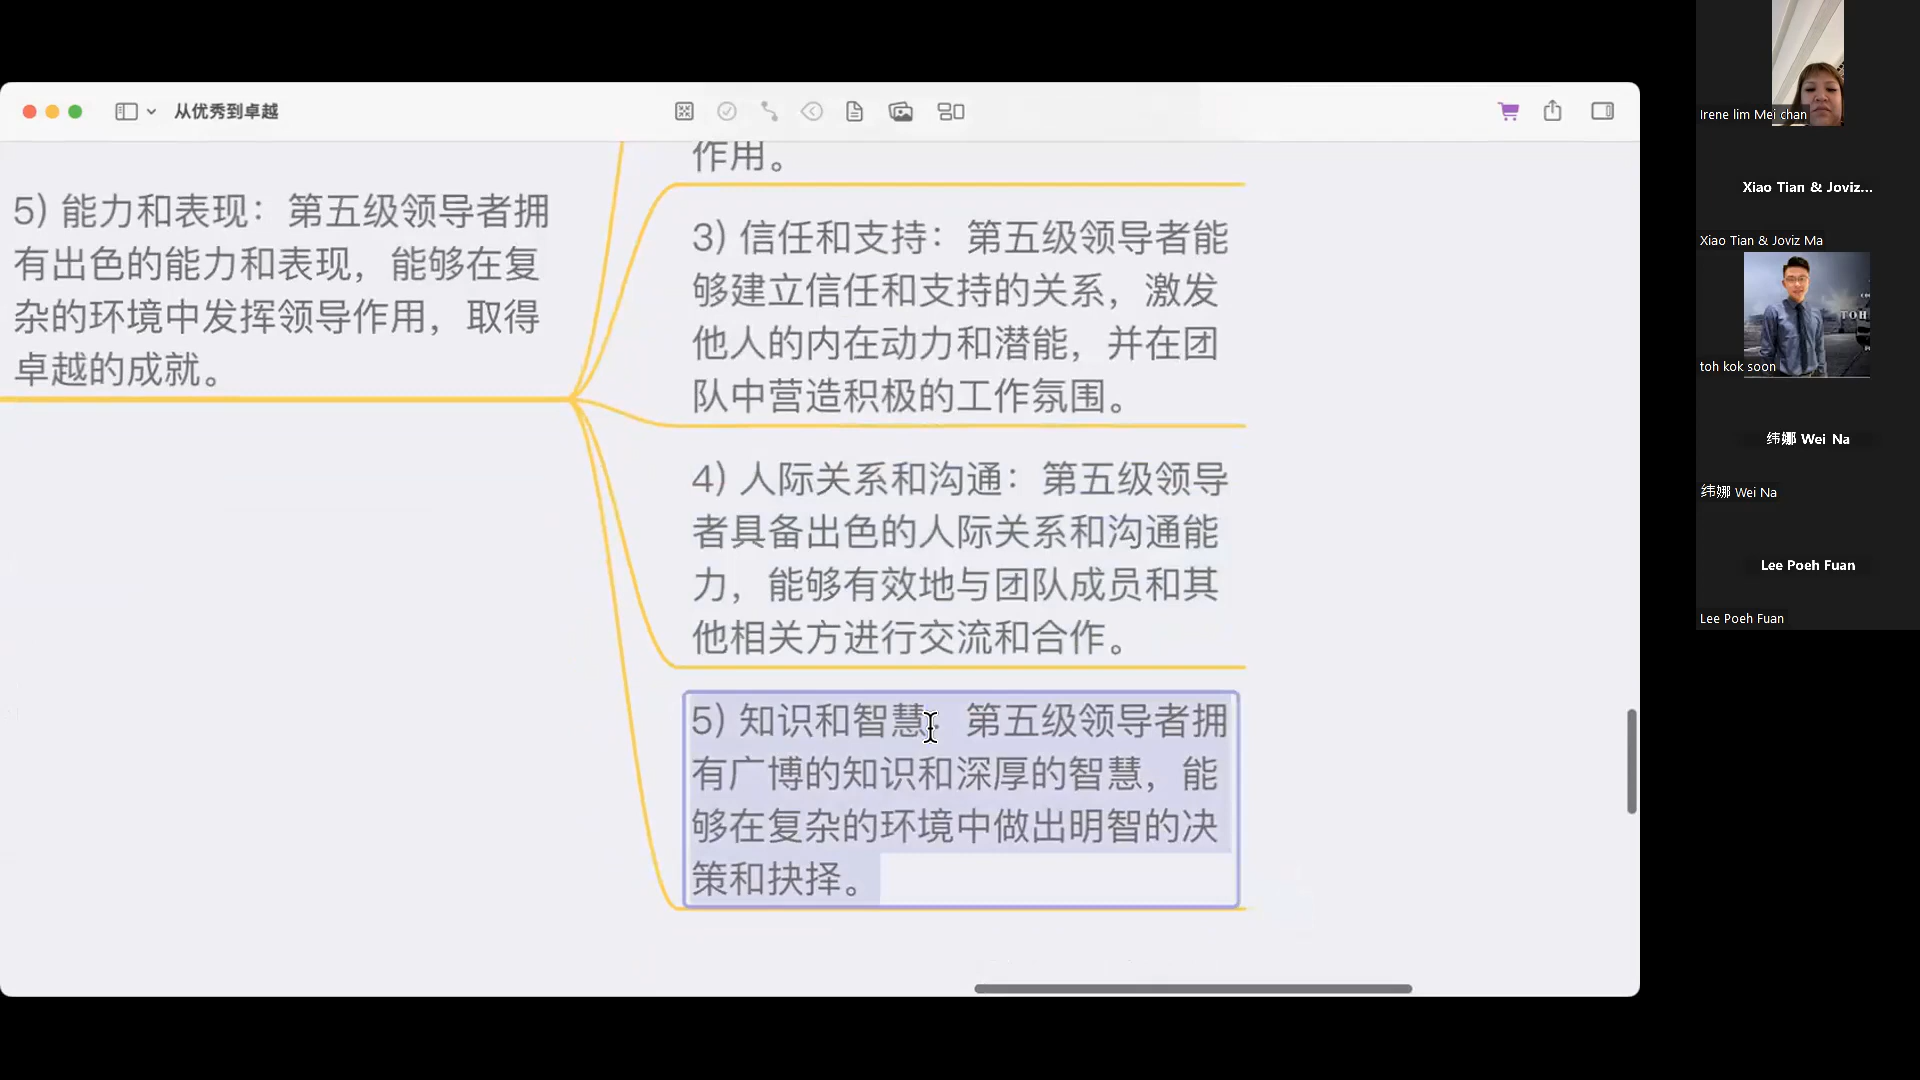 从优秀到卓越
5) 能力和表现：第五级领导者拥
有出色的能力和表现，能够在复
杂的环境中发挥领导作用，取得
卓越的成就。
作用。
3) 信任和支持：第五级领导者能
够建立信任和支持的关系，激发
他人的内在动力和潜能，并在团
队中营造积极的工作氛围。
4) 人际关系和沟通：第五级领导
者具备出色的人际关系和沟通能
力，能够有效地与团队成员和其
他相关方进行交流和合作。
5) 知识和智慧：第五级领导者拥
有广博的知识和深厚的智慧，能
够在复杂的环境中做出明智的决
策和抉择。
Irene lim Mei chan
Xiao Tian & Joviz...
Xiao Tian & Joviz Ma
TOH
toh kok soon
纬娜 Wei Na
纬娜 Wei Na
Lee Poeh Fuan
Lee Poeh Fuan